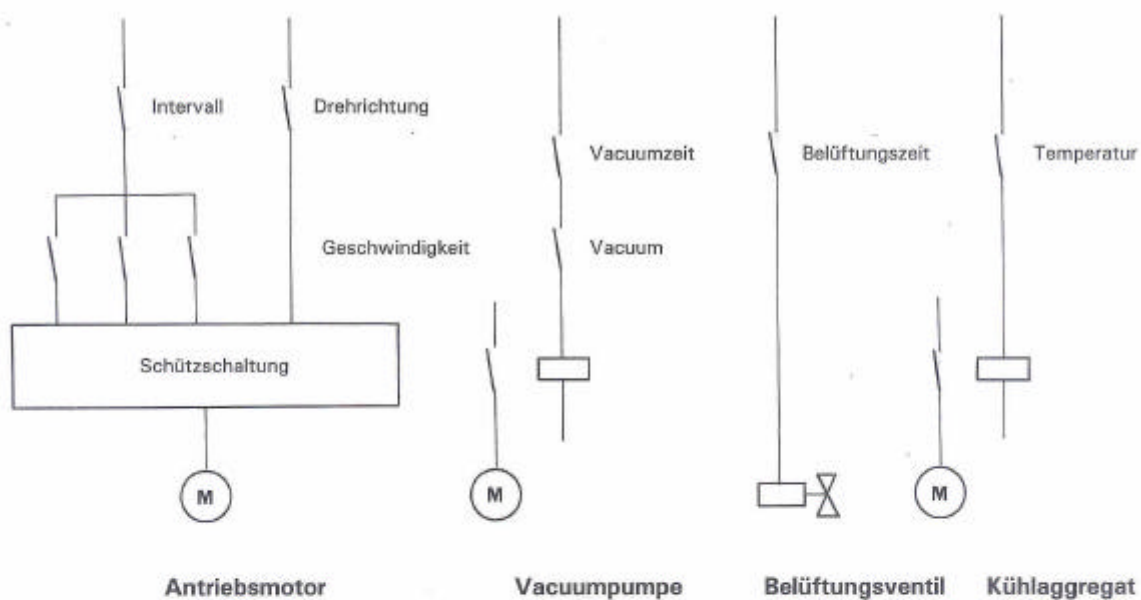 Intervall
Drehrichtung
Vacuumzeit
Belüftungszeit
Temperatur
Geschwindigkeit
Vacuum
Schützschaltung
M
M
M
Antriebsmotor
Vacuumpumpe
Belüftungsventil
Kühlaggregat